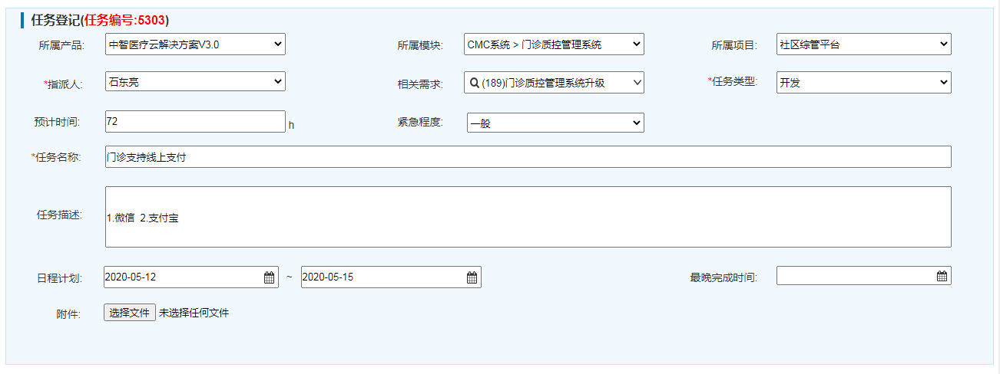 任务登记(任务编号:5303)
所属产品: 中智医疗云解决方案V3.0 所属模块: CMC系统 > 门诊质控管理系统 所属项目: 社区综管平台
*指派人: 石东亮 相关需求: (189)门诊质控管理系统升级 *任务类型: 开发
预计时间: 72 h 紧急程度: 一般
*任务名称: 门诊支持线上支付
任务描述: 1.微信 2.支付宝
日程计划: 2020-05-12 ~ 2020-05-15 最晚完成时间:
附件: 选择文件 未选择任何文件